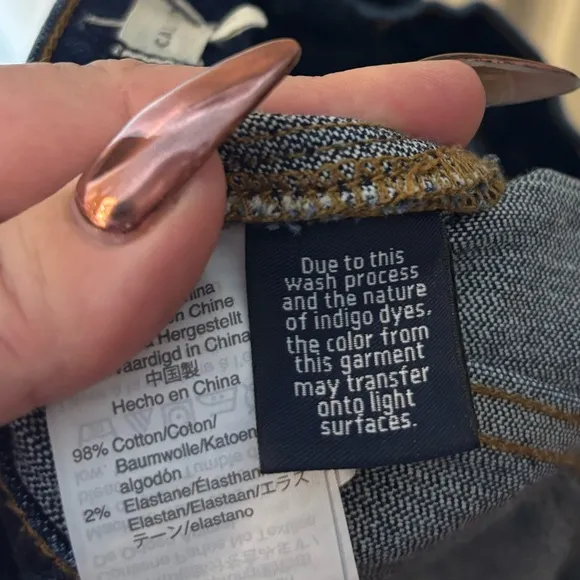 Due to this
wash process
and the nature
of indigo dyes,
the color from
this garment
may transfer
onto light
surfaces.
en Chine
Hergestellt
in China
中国製
Hecho en China
98% Cotton/Coton/
Baumwolle/Katoen
algodón
2% Elastane/Élasthan
Elastan/Elastaan/エラス
テーン/elastano